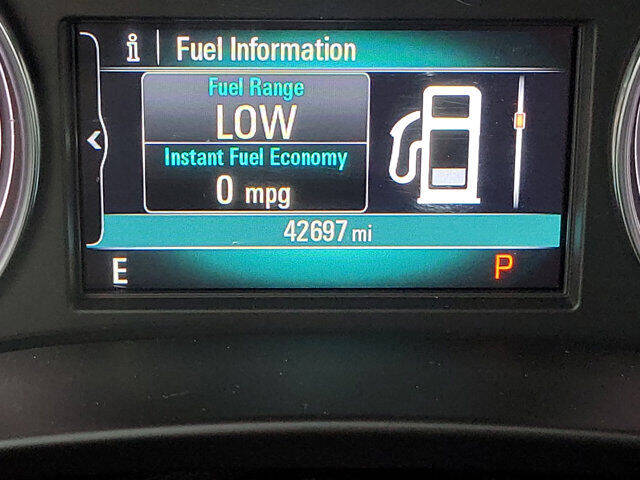 i Fuel Information
Fuel Range
LOW
Instant Fuel Economy
0 mpg
42697 mi
E P